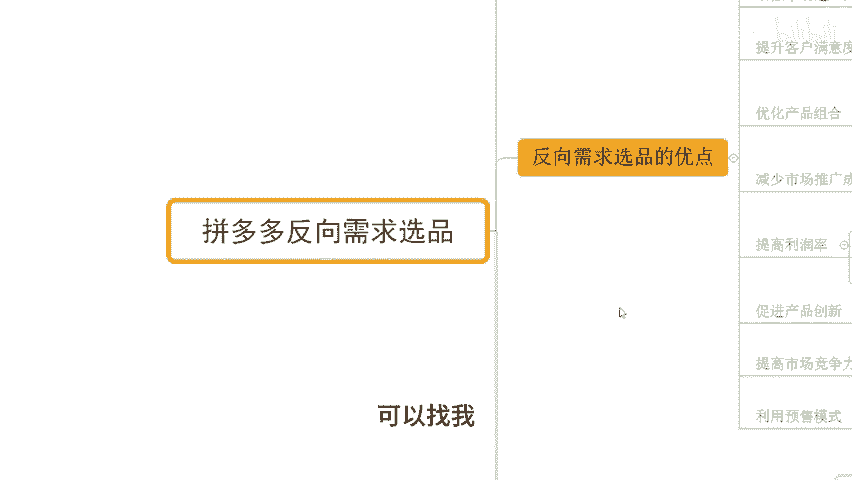 提升客户满意度
优化产品组合
反向需求选品的优点
减少市场推广成
拼多多反向需求选品
提高利润率
促进产品创新
提高市场竞争力
可以找我
利用预售模式